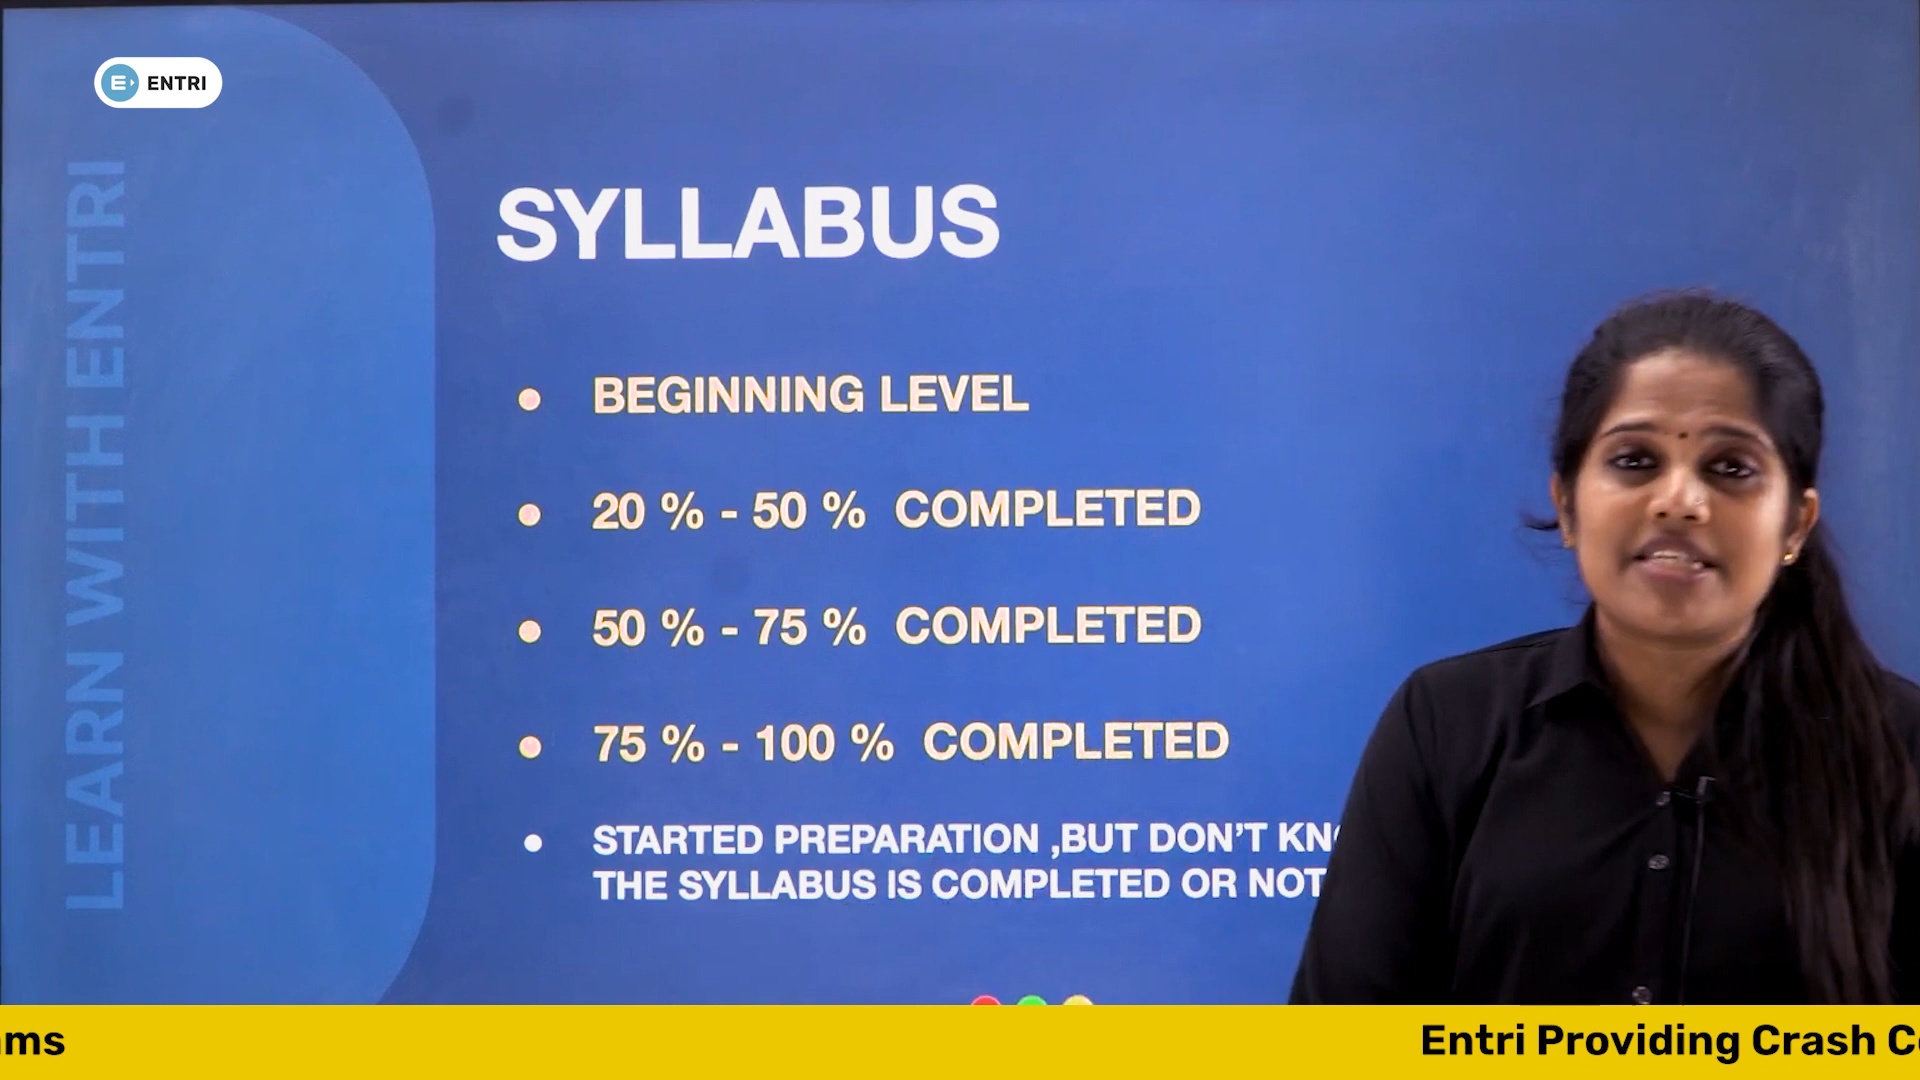 ENTRI
LEARN WITH ENTRI
SYLLABUS
BEGINNING LEVEL
20 % - 50 % COMPLETED
50 % - 75 % COMPLETED
75 % - 100 % COMPLETED
STARTED PREPARATION ,BUT DON’T
THE SYLLABUS IS COMPLETED OR NOT
Entri Providing Crash